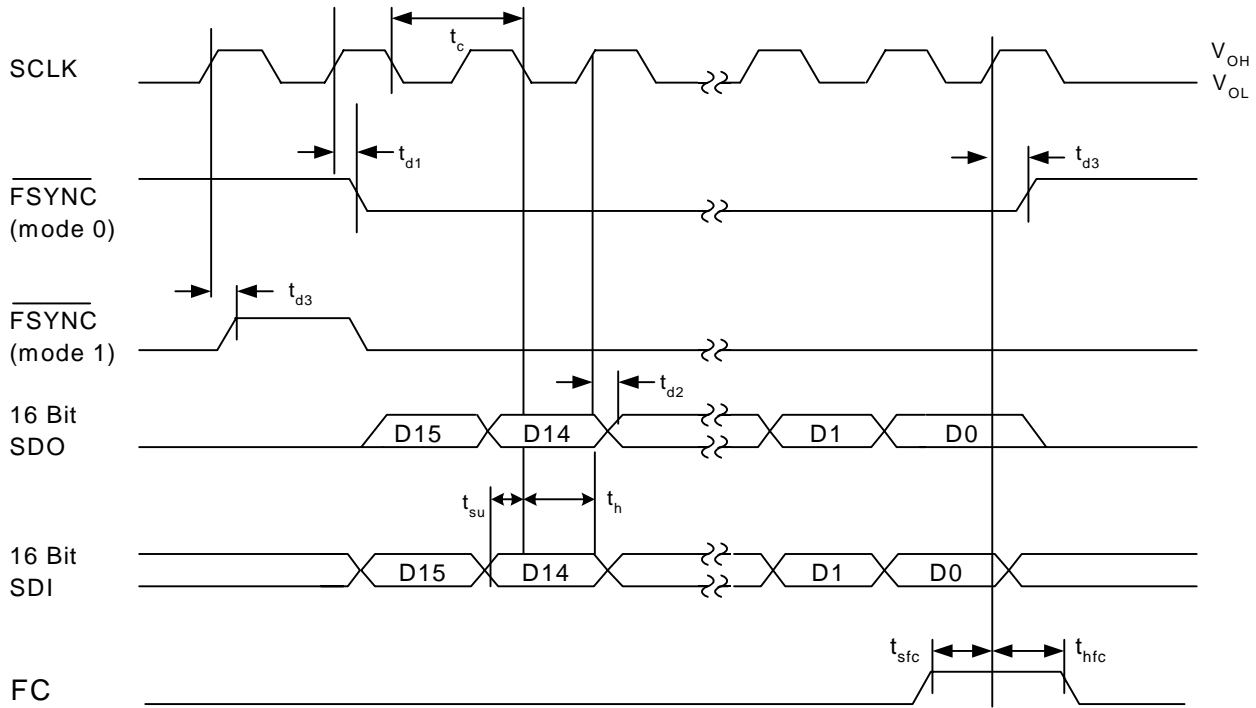 t_c
SCLK
V_OH
V_OL
t_d1
t_d3
FSYNC
(mode 0)
t_d3
FSYNC
(mode 1)
t_d2
16 Bit
SDO
D15 D14 D1 D0
t_su t_h
16 Bit
SDI
D15 D14 D1 D0
t_sfc t_hfc
FC